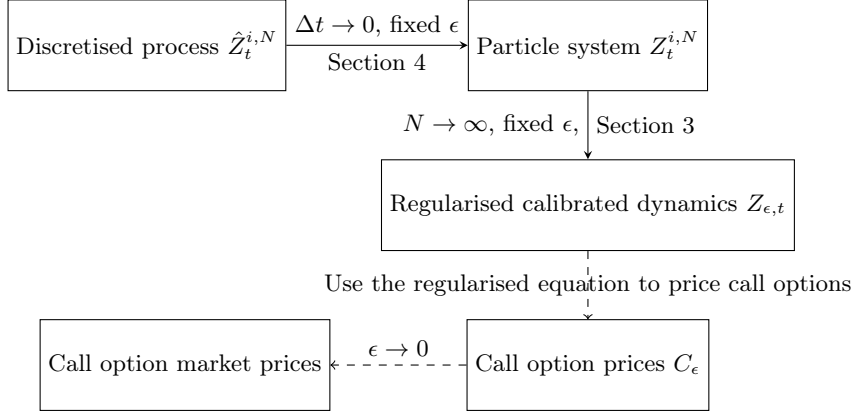 Discretised process $\hat{Z}_t^{i,N}$
$\Delta t \to 0$, fixed $\epsilon$
Section 4
Particle system $Z_t^{i,N}$
$N \to \infty$, fixed $\epsilon$,
Section 3
Regularised calibrated dynamics $Z_{\epsilon,t}$
Use the regularised equation to price call options
Call option market prices
$\epsilon \to 0$
Call option prices $C_\epsilon$